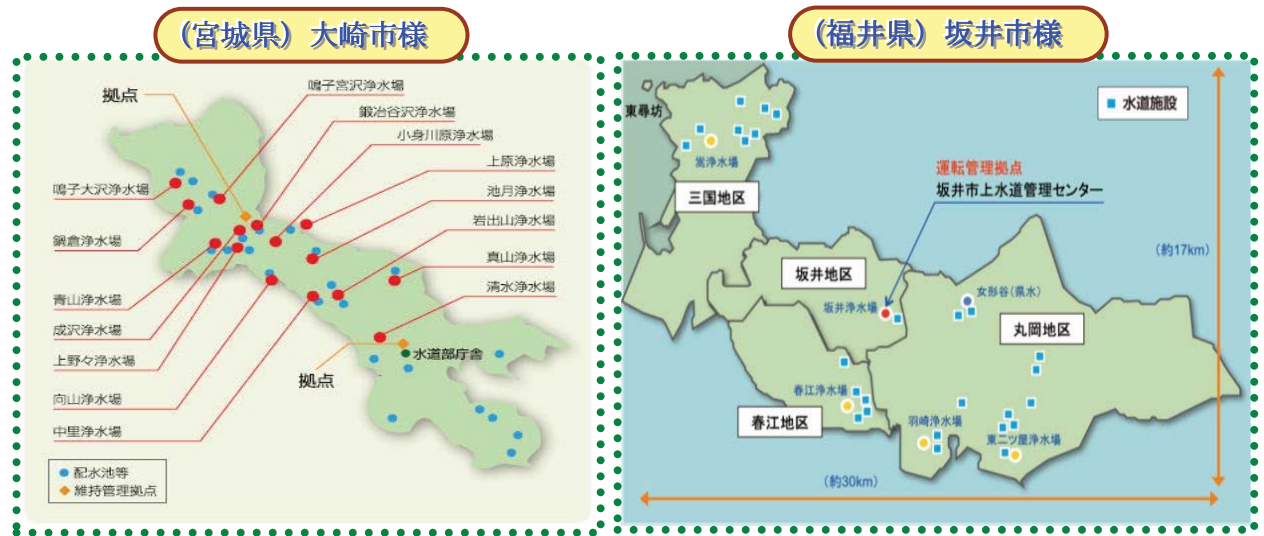 (宮城県) 大崎市様
拠点
鳴子宮沢浄水場
鍛冶谷沢浄水場
小身川原浄水場
上原浄水場
池月浄水場
岩出山浄水場
真山浄水場
清水浄水場
鳴子大沢浄水場
鍋倉浄水場
青山浄水場
成沢浄水場
上野々浄水場
向山浄水場
中里浄水場
水道部庁舎
拠点
配水池等
維持管理拠点
(福井県) 坂井市様
東尋坊
水道施設
嵩浄水場
運転管理拠点
坂井市上水道管理センター
三国地区
(約17km)
坂井地区
女形谷(県水)
坂井浄水場
丸岡地区
春江浄水場
春江地区
羽崎浄水場
東二ツ屋浄水場
(約30km)